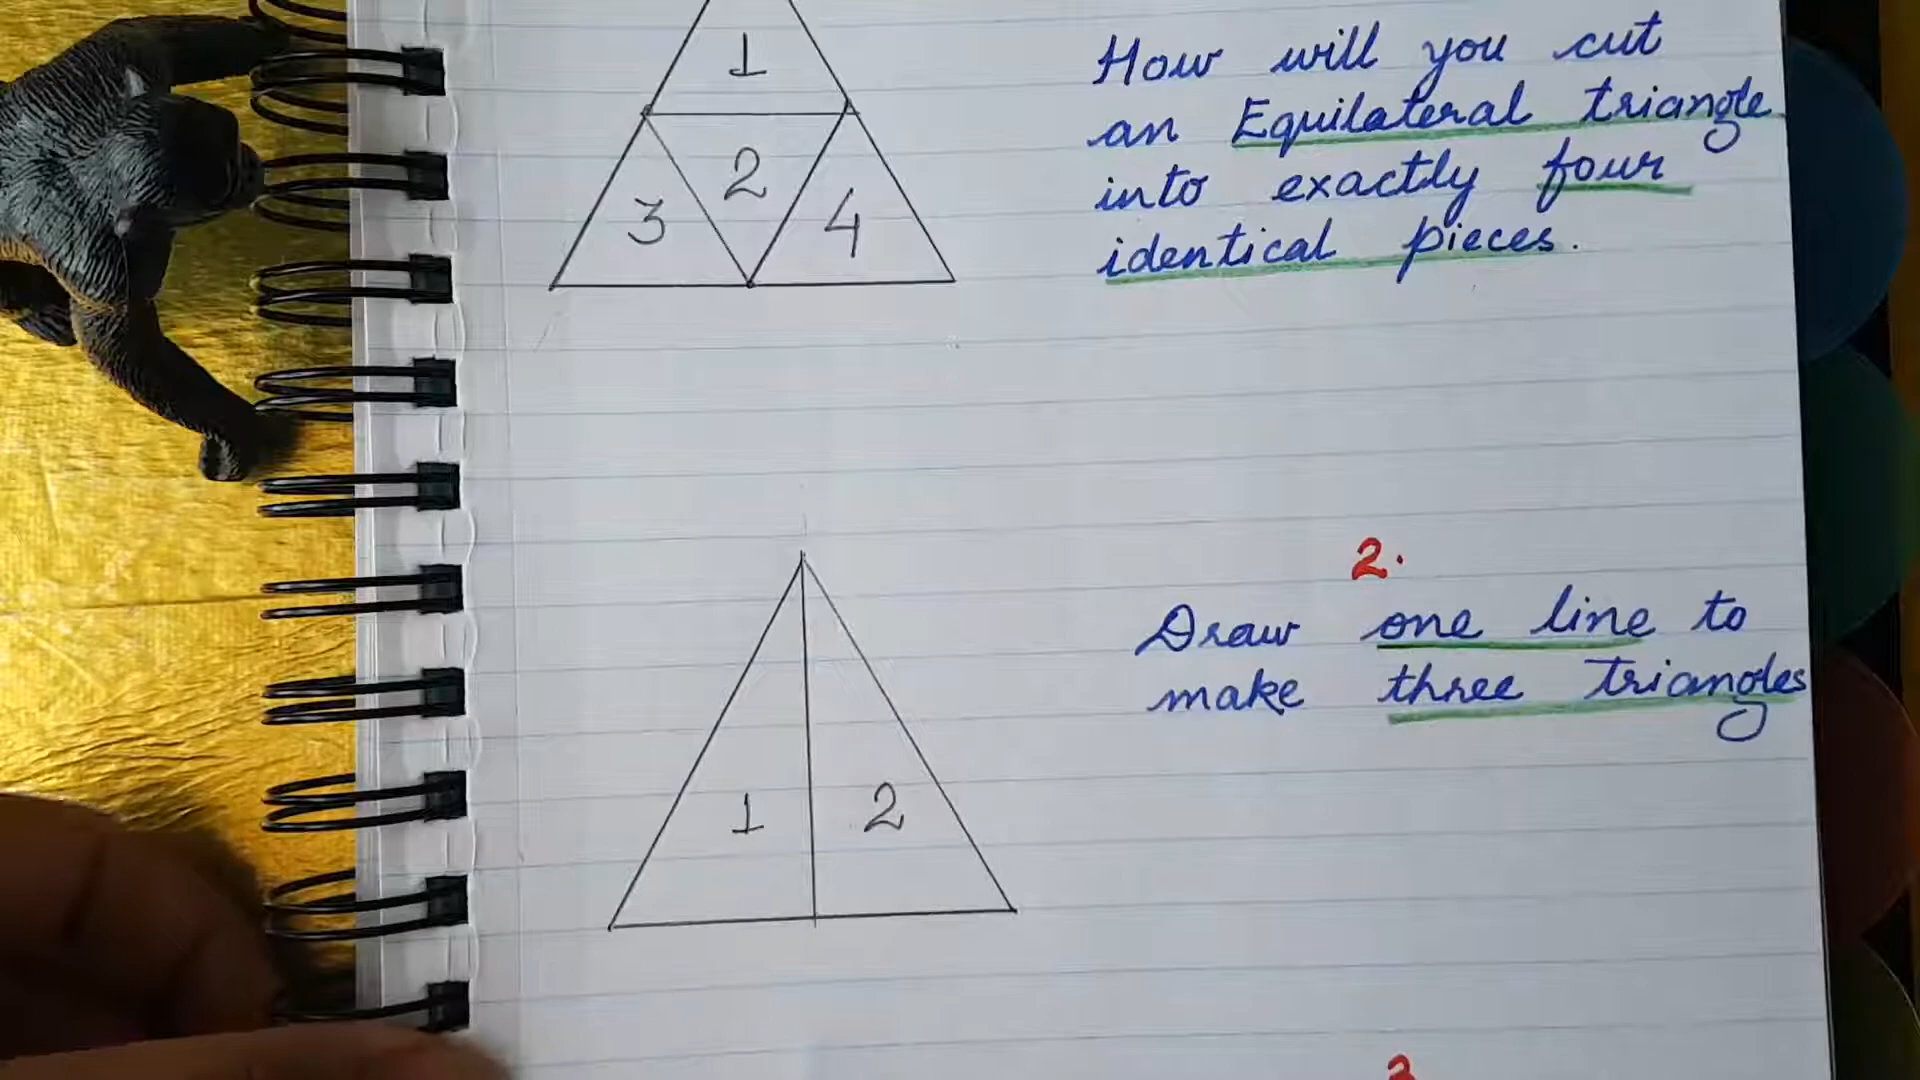 1
2
3
4
How will you cut
an Equilateral triangle
into exactly four
identical pieces.
2.
Draw one line to
make three triangles
1
2